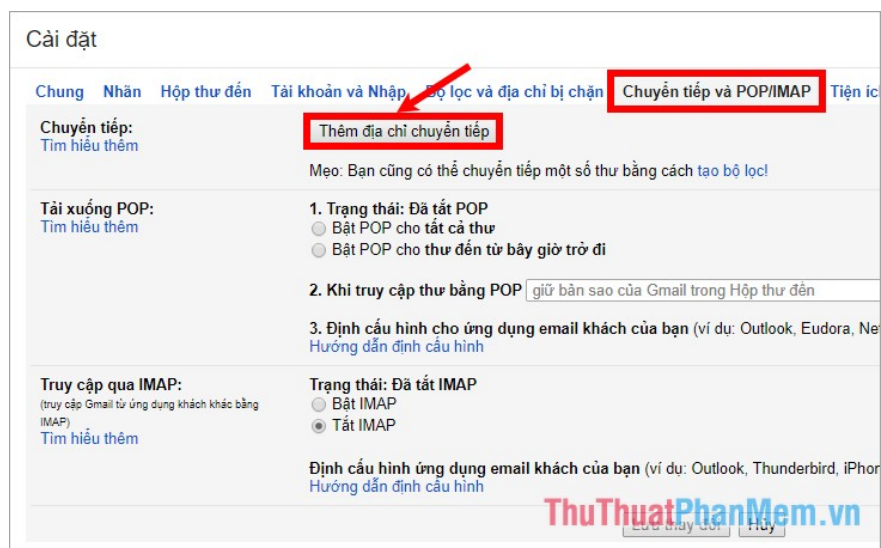 Cài đặt
Chung Nhãn Hộp thư đến Tài khoản và Nhập Bộ lọc và địa chỉ bị chặn Chuyển tiếp và POP/IMAP Tiện íc
Chuyển tiếp:
Tìm hiểu thêm
Thêm địa chỉ chuyển tiếp
Mẹo: Bạn cũng có thể chuyển tiếp một số thư bằng cách tạo bộ lọc!
Tải xuống POP:
Tìm hiểu thêm
1. Trạng thái: Đã tắt POP
Bật POP cho tất cả thư
Bật POP cho thư đến từ bây giờ trở đi
2. Khi truy cập thư bằng POP giữ bản sao của Gmail trong Hộp thư đến
3. Định cấu hình cho ứng dụng email khách của bạn (ví dụ: Outlook, Eudora, Ne
Hướng dẫn định cấu hình
Truy cập qua IMAP:
(truy cập Gmail từ ứng dụng khách khác bằng
IMAP)
Tìm hiểu thêm
Trạng thái: Đã tắt IMAP
Bật IMAP
Tắt IMAP
Định cấu hình ứng dụng email khách của bạn (ví dụ: Outlook, Thunderbird, iPhor
Hướng dẫn định cấu hình
Lưu thay đổi Hủy
ThuThuatPhanMem.vn